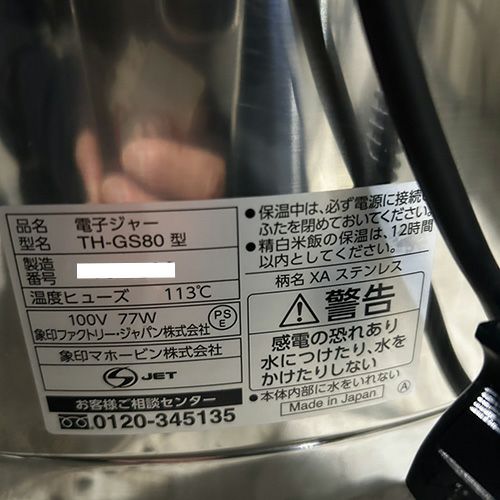 品名 電子ジャー
型名 TH-GS80 型
製造
番号
温度ヒューズ 113℃
100V 77W
PS
E
象印ファクトリー・ジャパン株式会社
象印マホービン株式会社
JET
お客様ご相談センター
0120-345135
●保温中は、必ず電源に接続
ふたを閉めておいてください。
●精白米飯の保温は、12時間
以内としてください。
柄名 XA ステンレス
警告
感電の恐れあり
水につけたり、水を
かけたりしない
●本体内部に水をいれない
Made in Japan
A